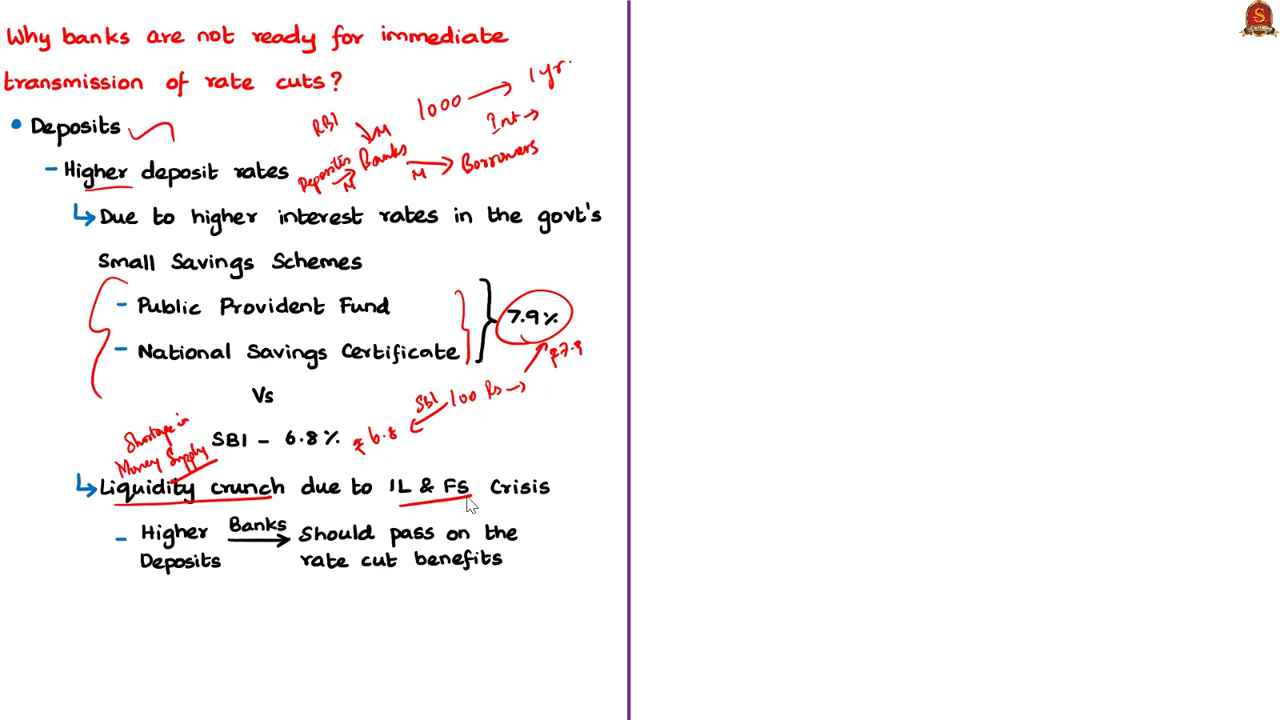 Why banks are not ready for immediate
transmission of rate cuts?
1000 → 1 yr.
• Deposits
RBI
M
Int →
Deposites → Banks → Borrowers
M
M
- Higher deposit rates
↳ Due to higher interest rates in the govt's
Small Savings Schemes
- Public Provident Fund
7.9%
- National Savings Certificate
₹7.9
Vs
SBI 100 Rs →
Shortage in
Money Supply
SBI - 6.8%
₹6.8
↳ Liquidity crunch due to IL & FS Crisis
- Higher Deposits Banks → Should pass on the
rate cut benefits
S